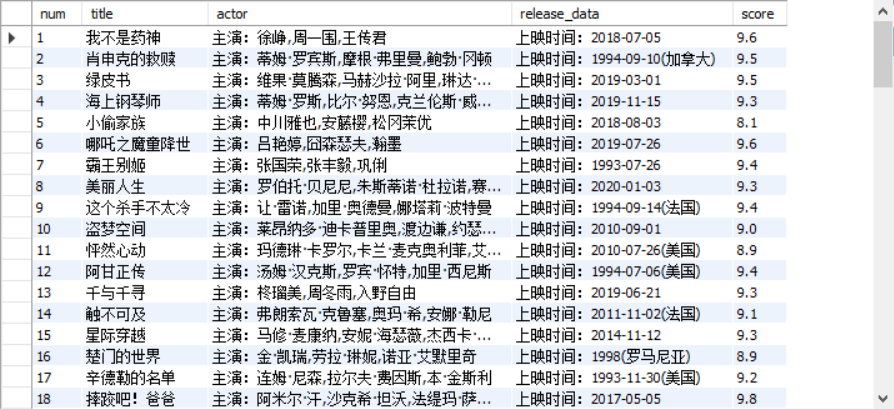 num title actor release_data score
1 我不是药神 主演：徐峥,周一围,王传君 上映时间：2018-07-05 9.6
2 肖申克的救赎 主演：蒂姆·罗宾斯,摩根·弗里曼,鲍勃·冈顿 上映时间：1994-09-10(加拿大) 9.5
3 绿皮书 主演：维果·莫腾森,马赫沙拉·阿里,琳达·... 上映时间：2019-03-01 9.5
4 海上钢琴师 主演：蒂姆·罗斯,比尔·努恩,克兰伦斯·威... 上映时间：2019-11-15 9.3
5 小偷家族 主演：中川雅也,安藤樱,松冈茉优 上映时间：2018-08-03 8.1
6 哪吒之魔童降世 主演：吕艳婷,囧森瑟夫,瀚墨 上映时间：2019-07-26 9.6
7 霸王别姬 主演：张国荣,张丰毅,巩俐 上映时间：1993-07-26 9.4
8 美丽人生 主演：罗伯托·贝尼尼,朱斯蒂诺·杜拉诺,赛... 上映时间：2020-01-03 9.3
9 这个杀手不太冷 主演：让·雷诺,加里·奥德曼,娜塔莉·波特曼 上映时间：1994-09-14(法国) 9.4
10 盗梦空间 主演：莱昂纳多·迪卡普里奥,渡边谦,约瑟... 上映时间：2010-09-01 9.0
11 怦然心动 主演：玛德琳·卡罗尔,卡兰·麦克奥利菲,艾... 上映时间：2010-07-26(美国) 8.9
12 阿甘正传 主演：汤姆·汉克斯,罗宾·怀特,加里·西尼斯 上映时间：1994-07-06(美国) 9.4
13 千与千寻 主演：柊瑠美,周冬雨,入野自由 上映时间：2019-06-21 9.3
14 触不可及 主演：弗朗索瓦·克鲁塞,奥玛·希,安娜·勒尼 上映时间：2011-11-02(法国) 9.1
15 星际穿越 主演：马修·麦康纳,安妮·海瑟薇,杰西卡·... 上映时间：2014-11-12 9.3
16 楚门的世界 主演：金·凯瑞,劳拉·琳妮,诺亚·艾默里奇 上映时间：1998(罗马尼亚) 8.9
17 辛德勒的名单 主演：连姆·尼森,拉尔夫·费因斯,本·金斯利 上映时间：1993-11-30(美国) 9.2
18 摔跤吧！爸爸 主演：阿米尔·汗,沙克希·坦沃,法缇玛·萨... 上映时间：2017-05-05 9.8